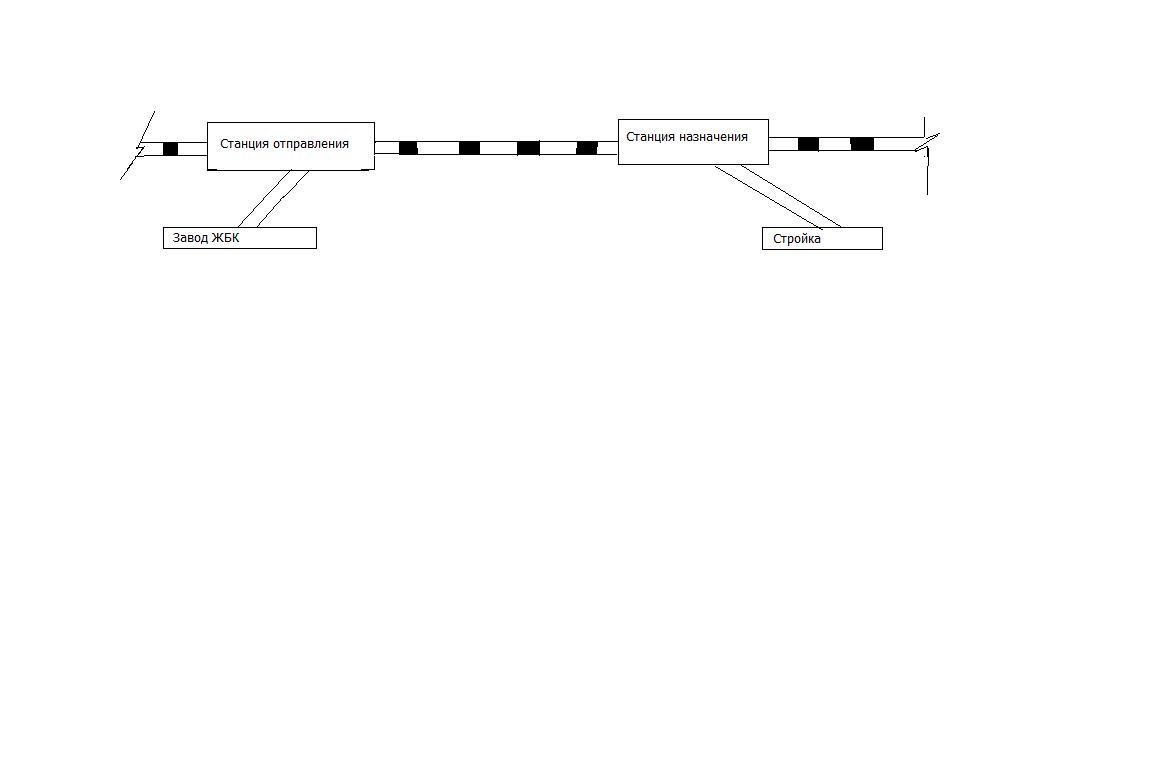 Станция отправления
Станция назначения
Завод ЖБК
Стройка